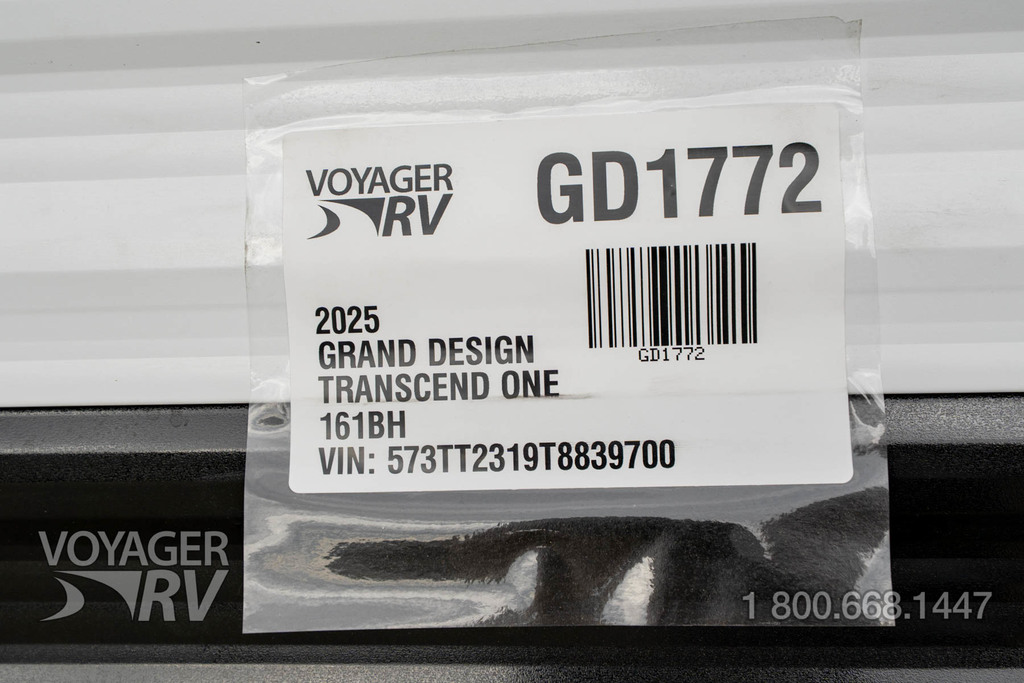 VOYAGER
RV
GD1772
GD1772
2025
GRAND DESIGN
TRANSCEND ONE
161BH
VIN: 573TT2319T8839700
VOYAGER
RV
1 800.668.1447